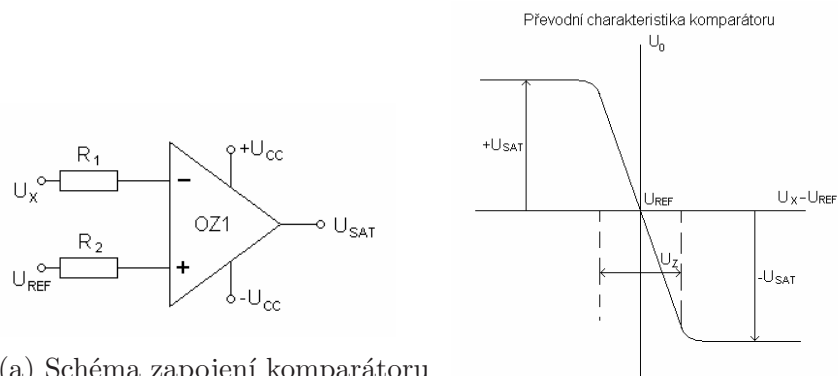 Převodní charakteristika komparátoru
U0
+USAT
UREF
UX-UREF
UZ
-USAT
R1
UX
-
+UCC
OZ1
USAT
R2
UREF
+
-UCC
(a) Schéma zapojení komparátoru